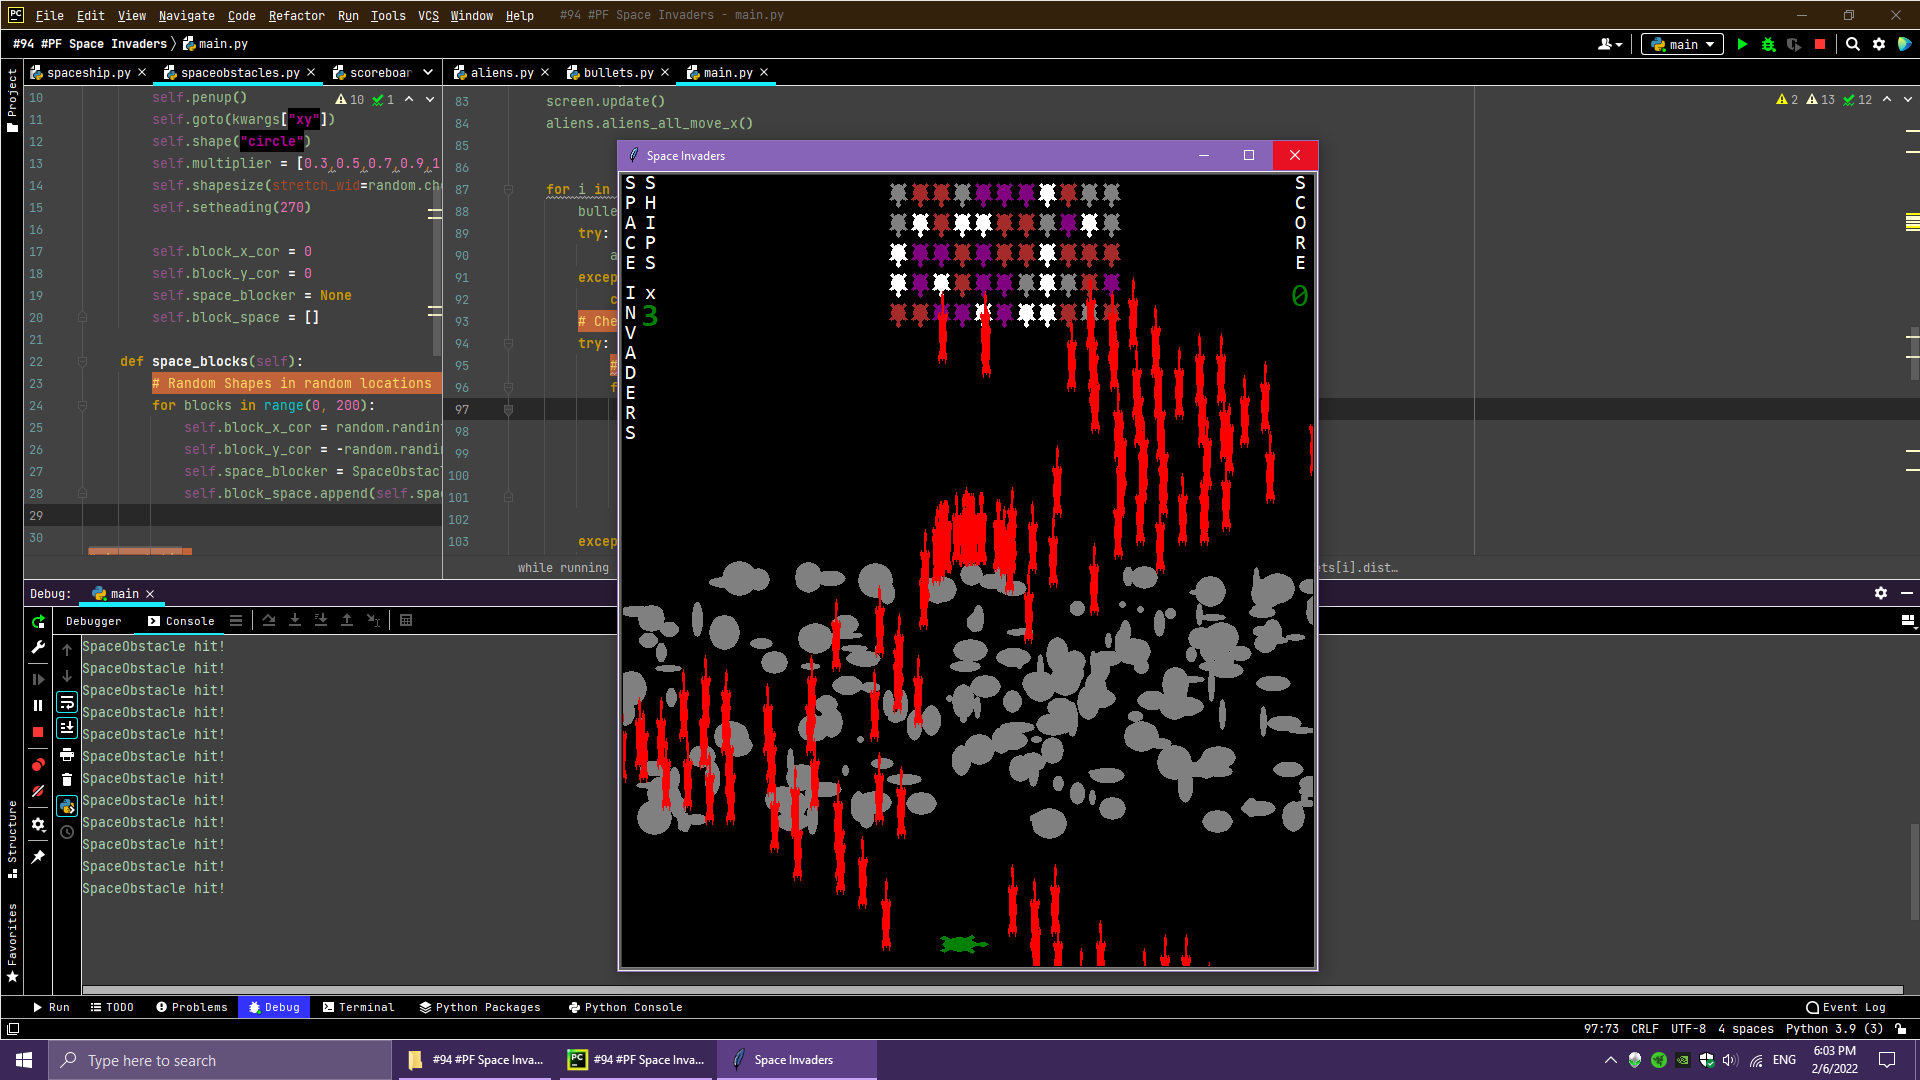 PC File Edit View Navigate Code Refactor Run Tools VCS Window Help #94 #PF Space Invaders - main.py
#94 #PF Space Invaders main.py
main
Project
spaceship.py spaceobstacles.py scoreboar
aliens.py bullets.py main.py
10 self.penup()
10 1
11 self.goto(kwargs["xy"])
12 self.shape("circle")
13 self.multiplier = [0.3,0.5,0.7,0.9,1
14 self.shapesize(stretch_wid=random.cho
15 self.setheading(270)
16
17 self.block_x_cor = 0
18 self.block_y_cor = 0
19 self.space_blocker = None
20 self.block_space = []
21
22 def space_blocks(self):
23 # Random Shapes in random locations
24 for blocks in range(0, 200):
25 self.block_x_cor = random.randin
26 self.block_y_cor = -random.randi
27 self.space_blocker = SpaceObstac
28 self.block_space.append(self.spa
29
30
83 screen.update()
2 13 12
84 aliens.aliens_all_move_x()
85
86
87 for i in
88 bulle
89 try:
90 a
91 excep
92 c
93 # Che
94 try:
95 #
96 f
97
98
99
100
101
102
103 excep
while running
ets[i].dist…
Space Invaders
SPACE INVADERS
SHIPS x
3
SCORE
0
Debug: main
Debugger Console
SpaceObstacle hit!
SpaceObstacle hit!
SpaceObstacle hit!
SpaceObstacle hit!
SpaceObstacle hit!
SpaceObstacle hit!
SpaceObstacle hit!
SpaceObstacle hit!
SpaceObstacle hit!
SpaceObstacle hit!
SpaceObstacle hit!
SpaceObstacle hit!
Structure
Favorites
Run TODO Problems Debug Terminal Python Packages Python Console Event Log
97:73 CRLF UTF-8 4 spaces Python 3.9 (3)
Type here to search
#94 #PF Space Inva...
PC #94 #PF Space Inva...
Space Invaders
ENG
6:03 PM
2/6/2022